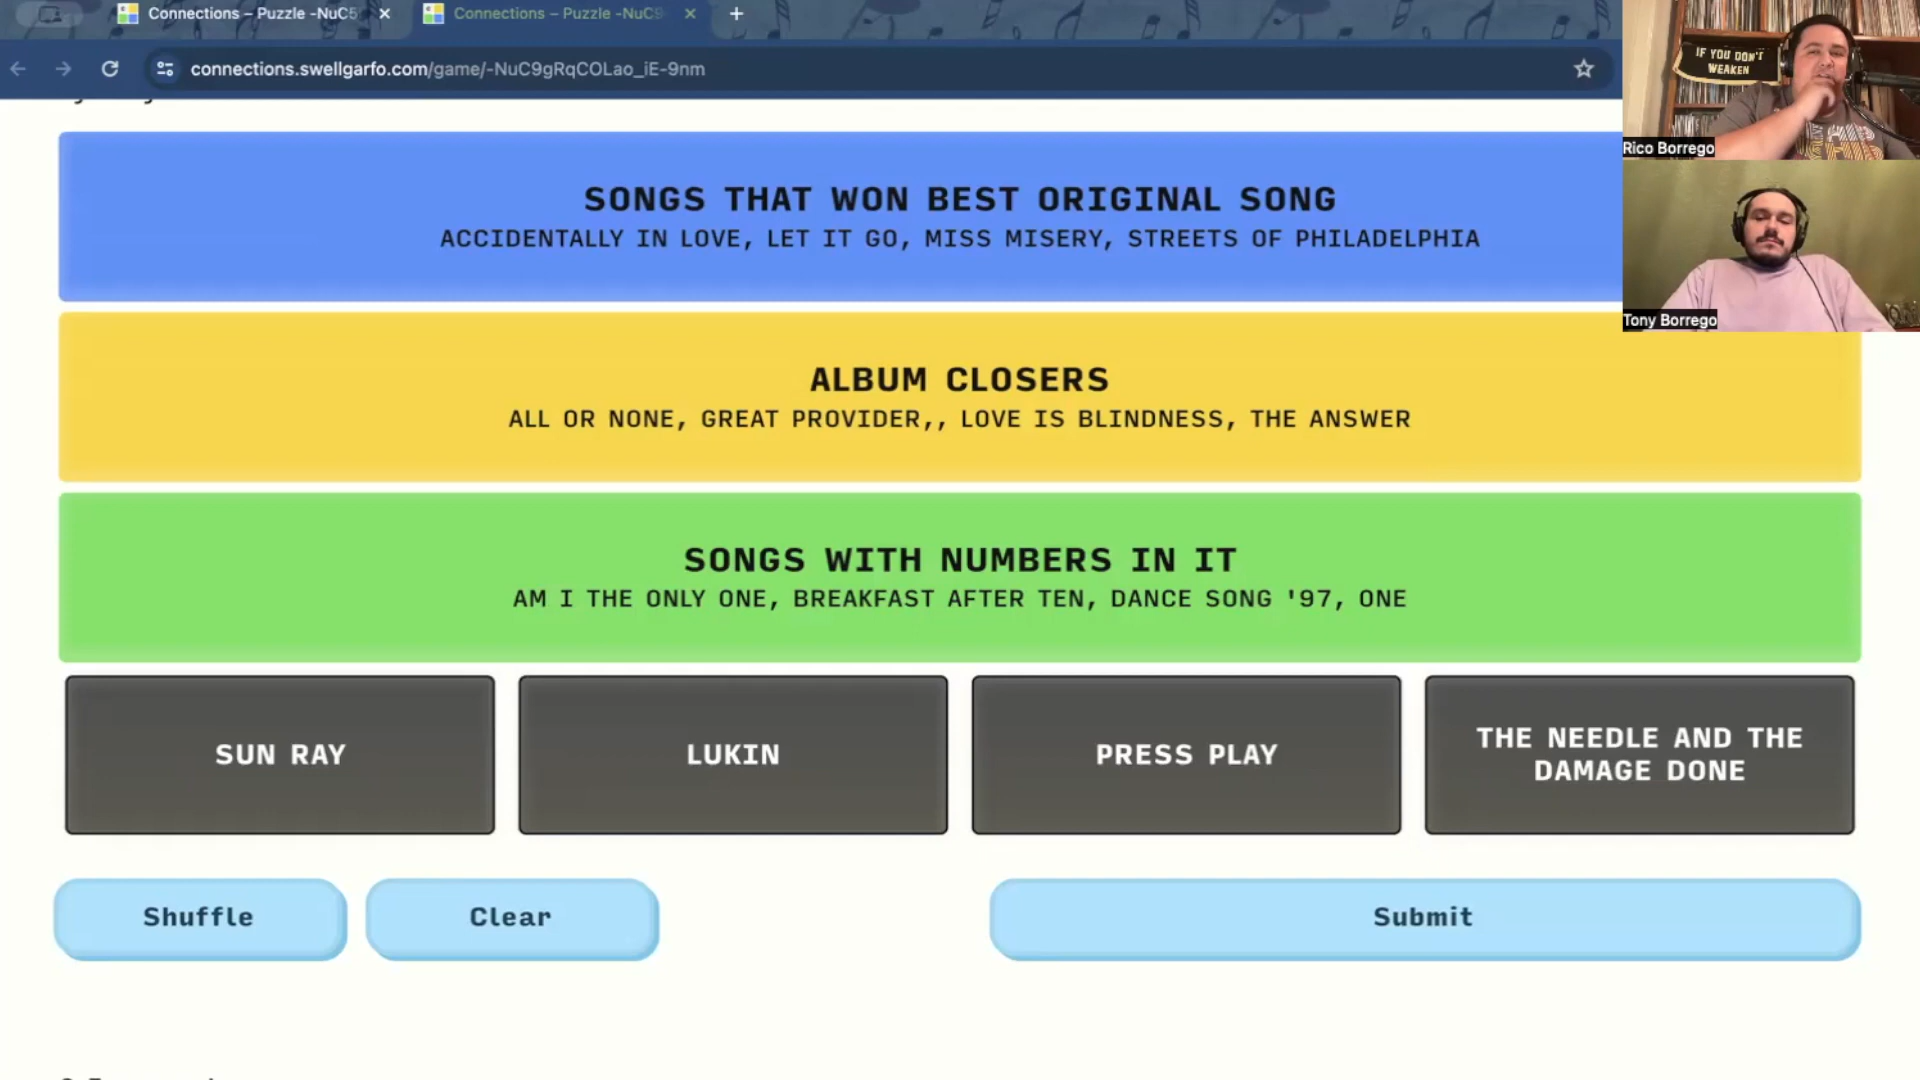 Connections – Puzzle -NuC5
Connections – Puzzle -NuC9
connections.swellgarfo.com/game/-NuC9gRqCOLao_iE-9nm
IF YOU DON'T
WEAKEN
Rico Borrego
Tony Borrego
SONGS THAT WON BEST ORIGINAL SONG
ACCIDENTALLY IN LOVE, LET IT GO, MISS MISERY, STREETS OF PHILADELPHIA
ALBUM CLOSERS
ALL OR NONE, GREAT PROVIDER,, LOVE IS BLINDNESS, THE ANSWER
SONGS WITH NUMBERS IN IT
AM I THE ONLY ONE, BREAKFAST AFTER TEN, DANCE SONG '97, ONE
SUN RAY
LUKIN
PRESS PLAY
THE NEEDLE AND THE
DAMAGE DONE
Shuffle
Clear
Submit